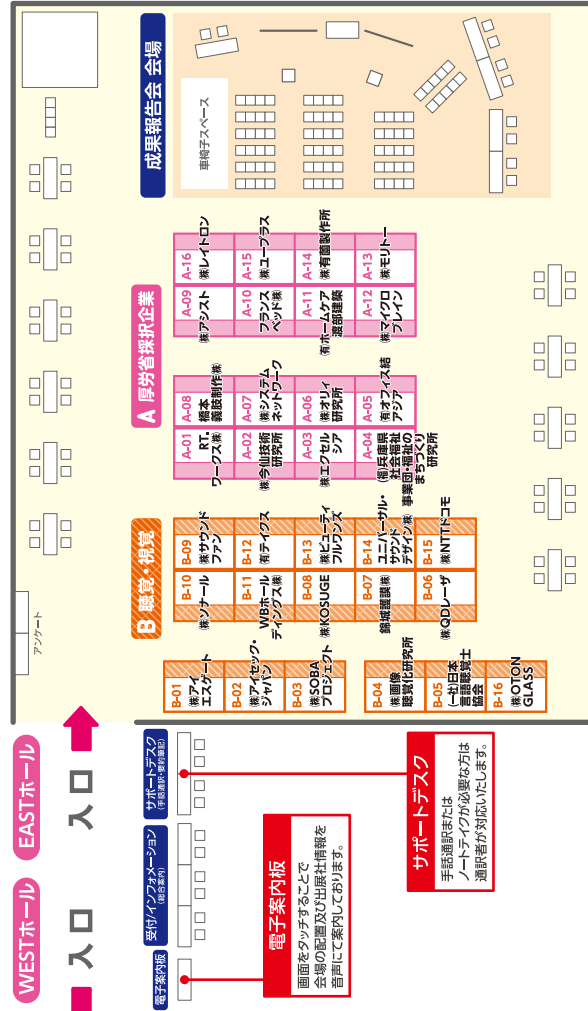 WESTホール
入口
EASTホール
入口
電子案内板
受付/インフォメーション
(総合案内)
サポートデスク
(手話通訳・要約筆記)
電子案内板
画面をタッチすることで
会場の配置及び出展社情報を
音声にて案内しております。
サポートデスク
手話通訳または
ノートテイクが必要な方は
通訳者が対応いたします。
アンケート
B 聴覚・視覚
B-01
㈱アイ
エスゲート
B-02
㈱アイセック・
ジャパン
B-03
㈱SOBA
プロジェクト
B-04
㈱画像
聴覚化研究所
B-05
(一社)日本
言語聴覚士
協会
B-16
㈱OTON
GLASS
B-10
㈱ソナール
B-11
WBホール
ディングス㈱
B-08
㈱KOSUGE
B-07
錦城護謨㈱
B-06
㈱QDレーザ
B-09
㈱サウンド
ファン
B-12
㈲テイクス
B-13
㈱ビューティ
フルワンズ
B-14
ユニバーサル・
サウンド
デザイン㈱
B-15
㈱NTTドコモ
A 厚労省採択企業
A-01
RT.
ワークス㈱
A-02
㈱今仙技術
研究所
A-03
㈱エクセル
シア
A-04
(福)兵庫県
社会福祉
事業団・福祉の
まちづくり
研究所
A-08
橋本
義肢制作㈱
A-07
㈱システム
ネットワーク
A-06
㈱オリィ
研究所
A-05
㈲オフィス結
アジア
A-09
㈱アシスト
A-10
フランス
ベッド㈱
A-11
㈲ホームケア
渡部建築
A-12
㈱マイクロ
ブレイン
A-16
㈱レイトロン
A-15
㈱ユープラス
A-14
㈱有薗製作所
A-13
㈱モリトー
成果報告会 会場
車椅子スペース